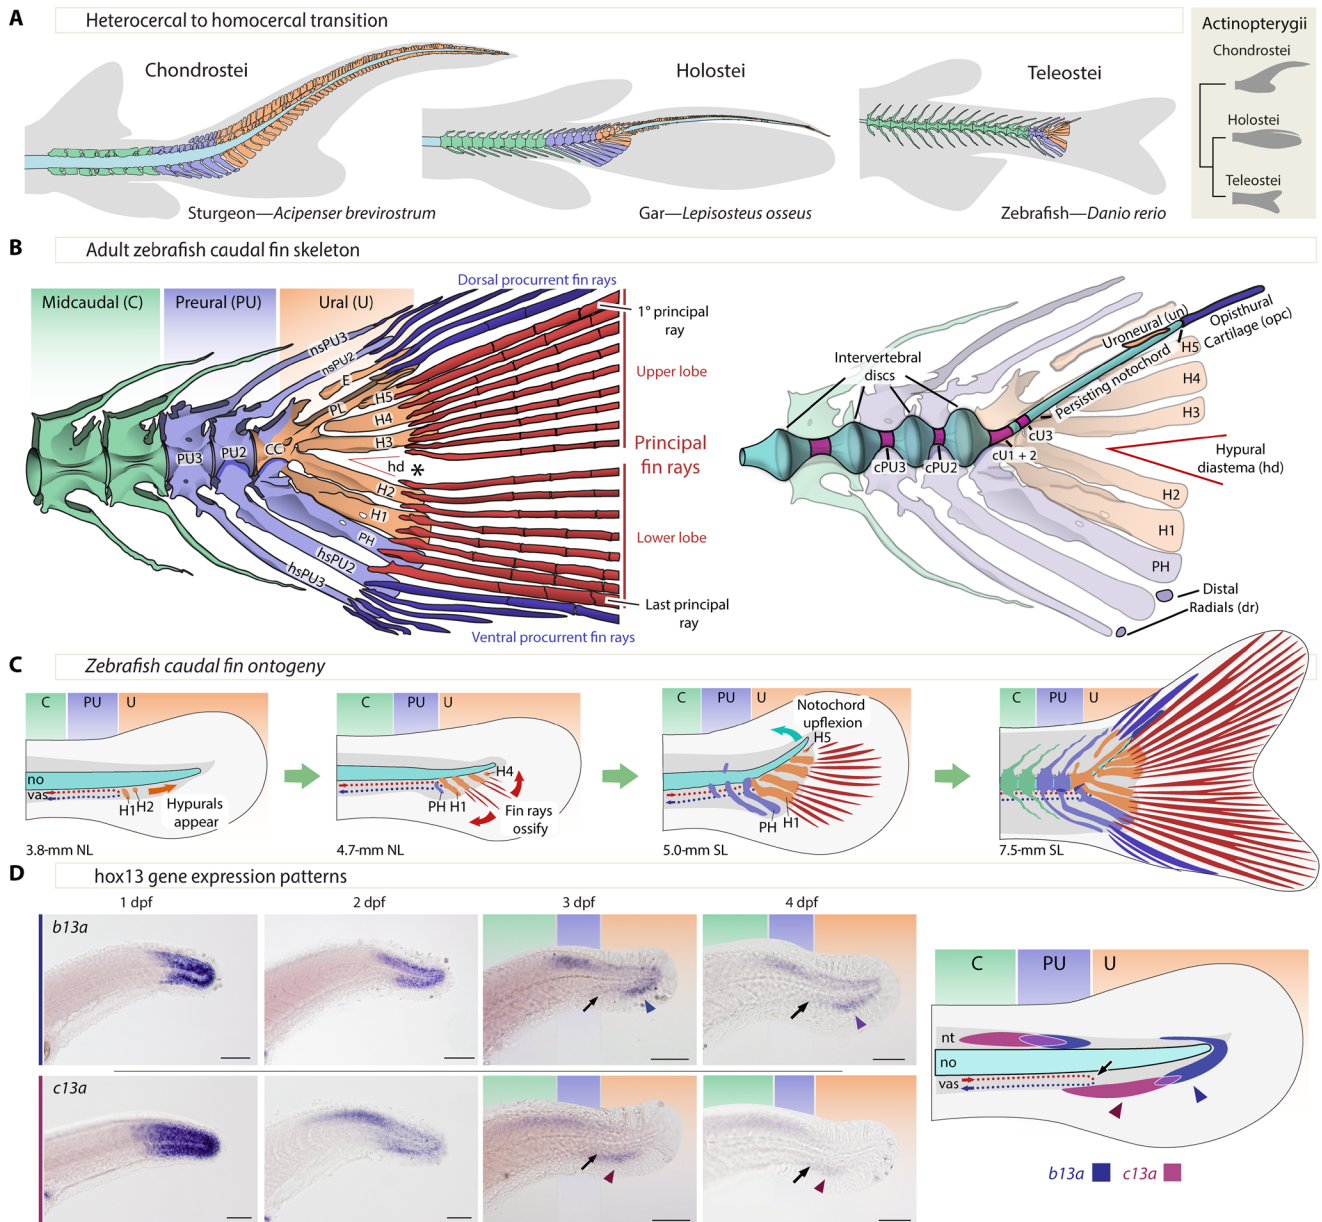 A
Heterocercal to homocercal transition
Chondrostei
Holostei
Teleostei
Sturgeon—Acipenser brevirostrum
Gar—Lepisosteus osseus
Zebrafish—Danio rerio
Actinopterygii
Chondrostei
Holostei
Teleostei
B
Adult zebrafish caudal fin skeleton
Midcaudal (C)
Preural (PU)
Ural (U)
Dorsal procurrent fin rays
1° principal
ray
Upper lobe
Principal
fin rays
Lower lobe
Last principal
ray
Ventral procurrent fin rays
nsPU3
nsPU2
E
PL
H5
H4
H3
CC
PU3
PU2
hd *
H2
H1
PH
hsPU2
hsPU3
Intervertebral
discs
Uroneural (un)
Opisthural
Cartilage (opc)
Persisting notochord
H5
H4
H3
cU3
cU1 + 2
cPU3
cPU2
Hypural
diastema (hd)
H2
H1
PH
Distal
Radials (dr)
C
Zebrafish caudal fin ontogeny
C
PU
U
no
vas
H1
H2
Hypurals
appear
3.8-mm NL
C
PU
U
H4
PH
H1
Fin rays
ossify
4.7-mm NL
C
PU
U
Notochord
upflexion
H5
PH
H1
5.0-mm SL
C
PU
U
7.5-mm SL
D
hox13 gene expression patterns
1 dpf
2 dpf
3 dpf
4 dpf
b13a
c13a
C
PU
U
nt
no
vas
b13a
c13a